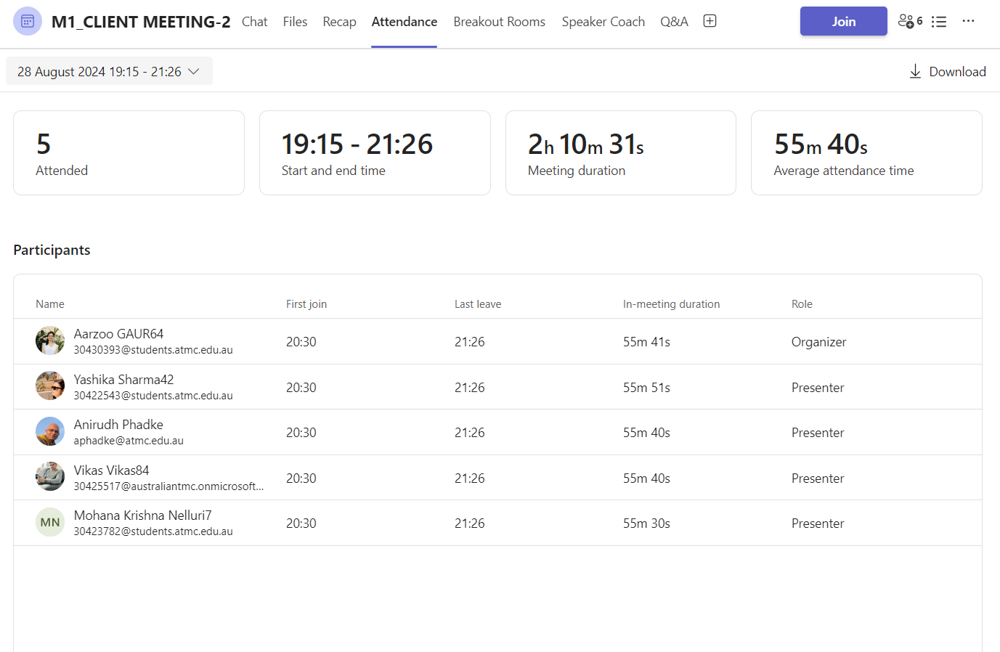 M1_CLIENT MEETING-2 Chat Files Recap Attendance Breakout Rooms Speaker Coach Q&A Join 6
28 August 2024 19:15 - 21:26 Download
5 19:15 - 21:26 2h 10m 31s 55m 40s
Attended Start and end time Meeting duration Average attendance time
Participants
Name First join Last leave In-meeting duration Role
Aarzoo GAUR64
30430393@students.atmc.edu.au
20:30 21:26 55m 41s Organizer
Yashika Sharma42
30422543@students.atmc.edu.au
20:30 21:26 55m 51s Presenter
Anirudh Phadke
aphadke@atmc.edu.au
20:30 21:26 55m 40s Presenter
Vikas Vikas84
30425517@australiantmc.onmicrosoft...
20:30 21:26 55m 40s Presenter
MN
Mohana Krishna Nelluri7
30423782@students.atmc.edu.au
20:30 21:26 55m 30s Presenter